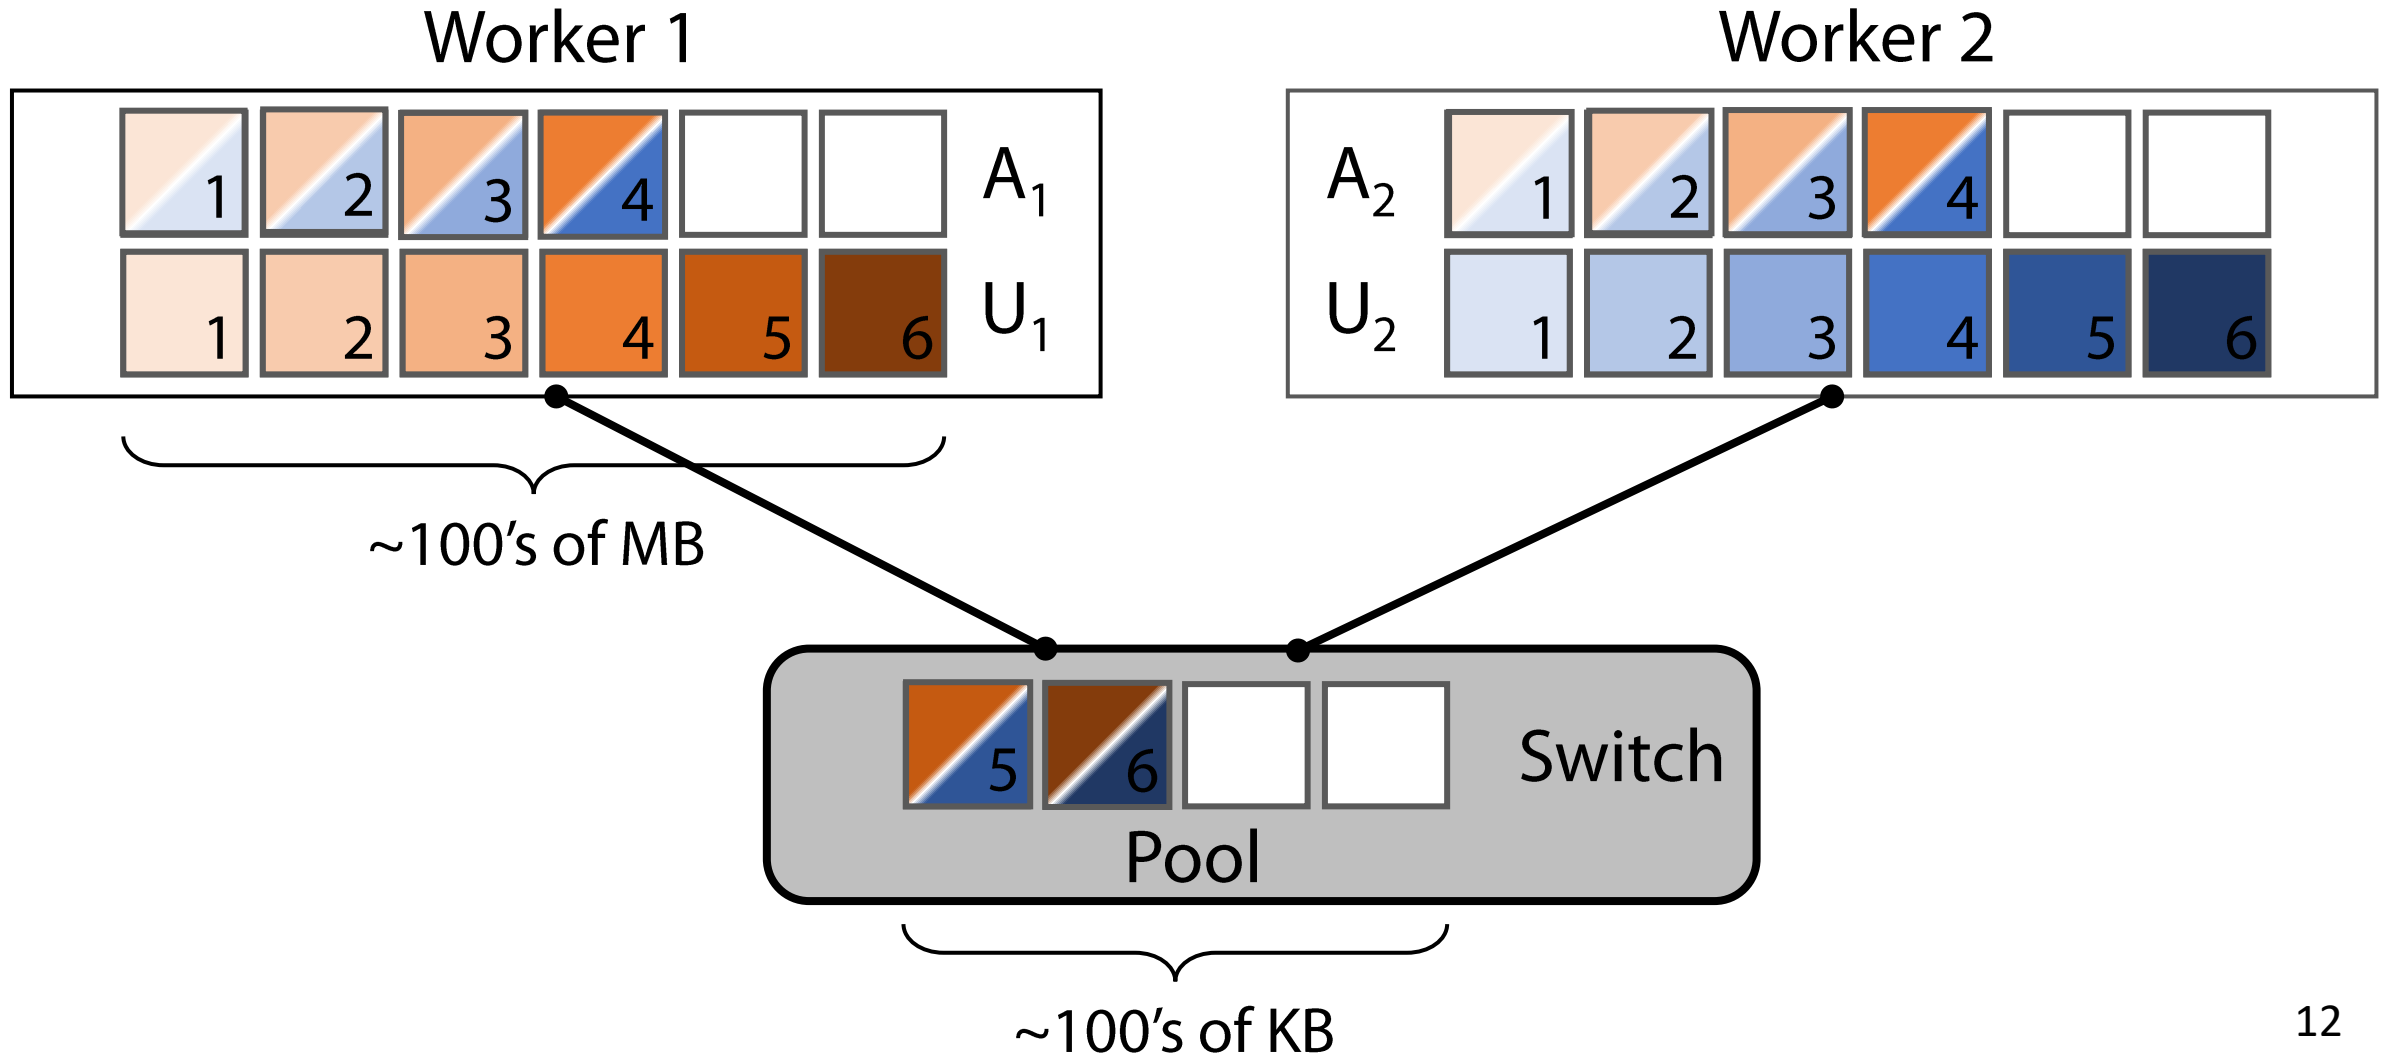 Worker 1
Worker 2
1 2 3 4 A1
1 2 3 4 5 6 U1
A2 1 2 3 4
U2 1 2 3 4 5 6
~100’s of MB
5 6
Switch
Pool
~100’s of KB
12